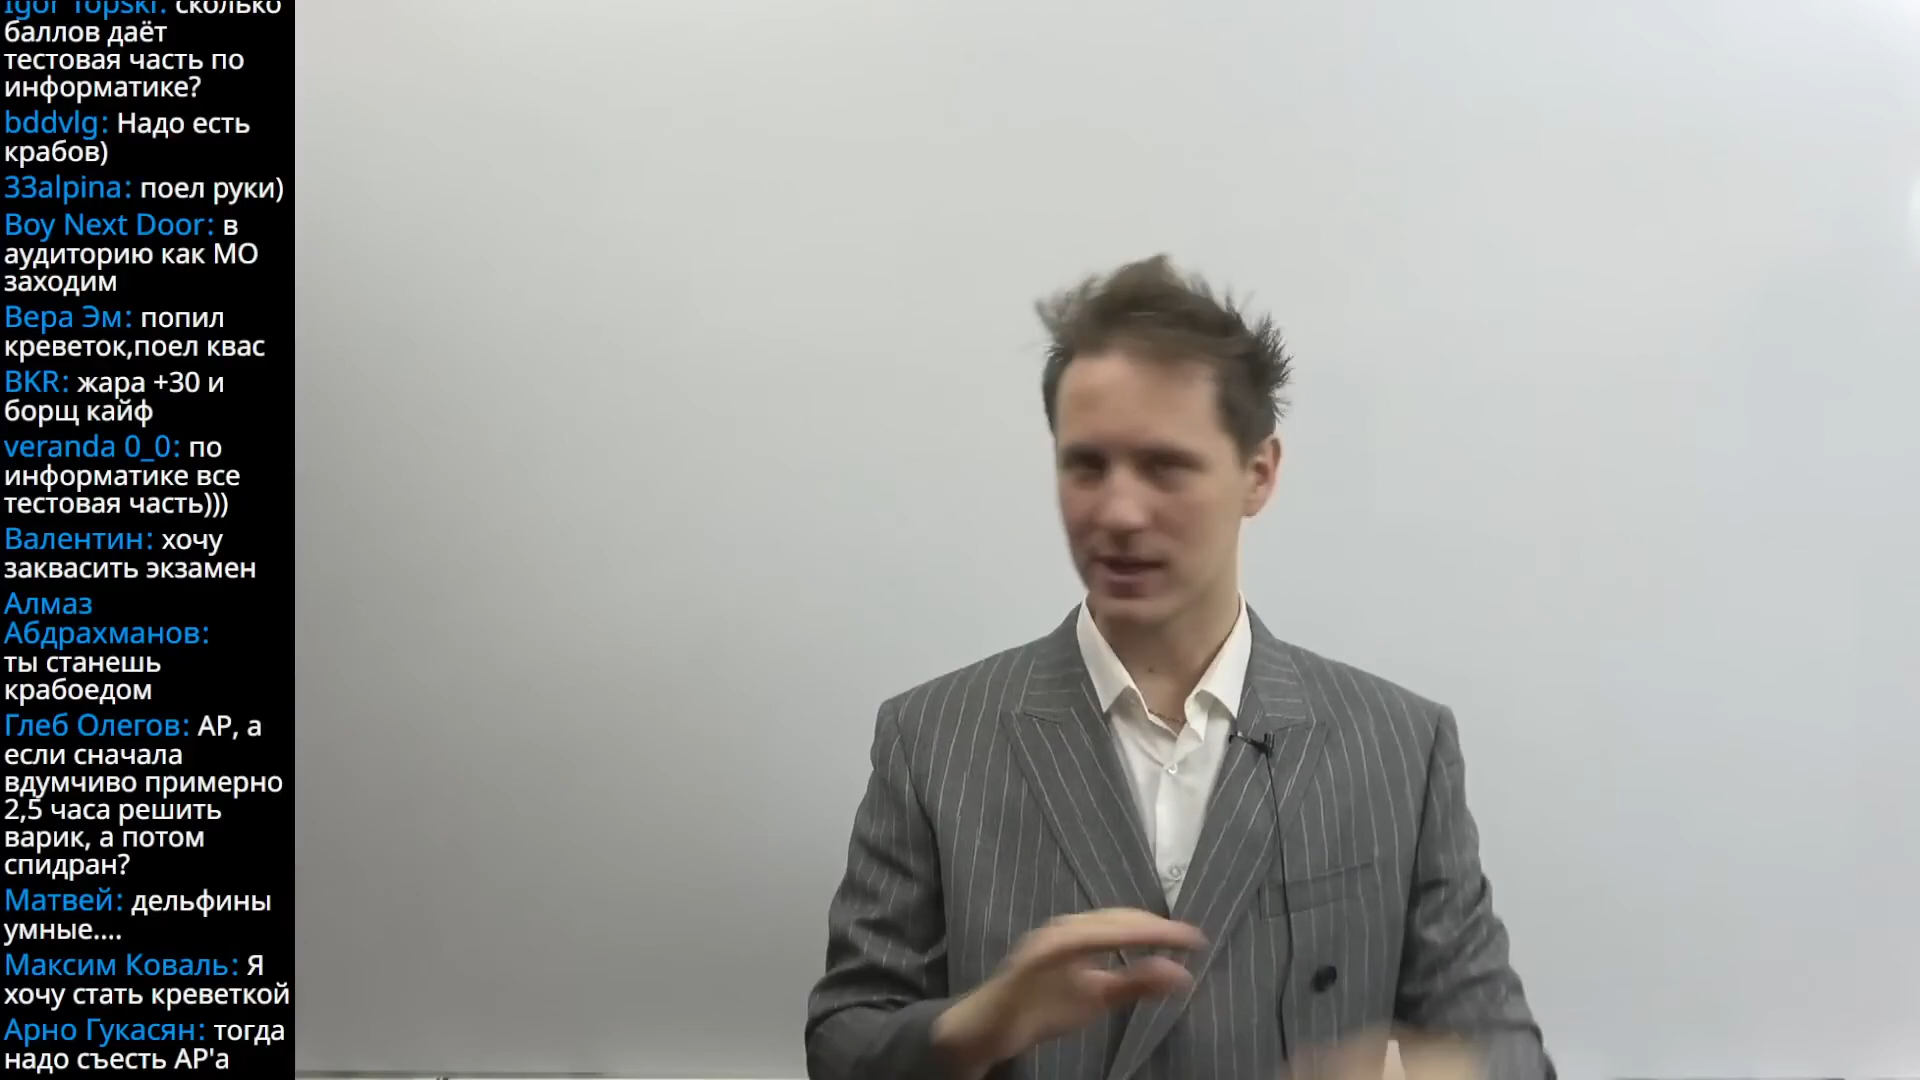 Igor Topski: сколько
баллов даёт
тестовая часть по
информатике?
bddvlg: Надо есть
крабов)
33alpina: поел руки)
Boy Next Door: в
аудиторию как МО
заходим
Вера Эм: попил
креветок,поел квас
BKR: жара +30 и
борщ кайф
veranda 0_0: по
информатике все
тестовая часть)))
Валентин: хочу
заквасить экзамен
Алмаз
Абдрахманов:
ты станешь
крабоедом
Глеб Олегов: АР, а
если сначала
вдумчиво примерно
2,5 часа решить
варик, а потом
спидран?
Матвей: дельфины
умные....
Максим Коваль: Я
хочу стать креветкой
Арно Гукасян: тогда
надо съесть АР'а